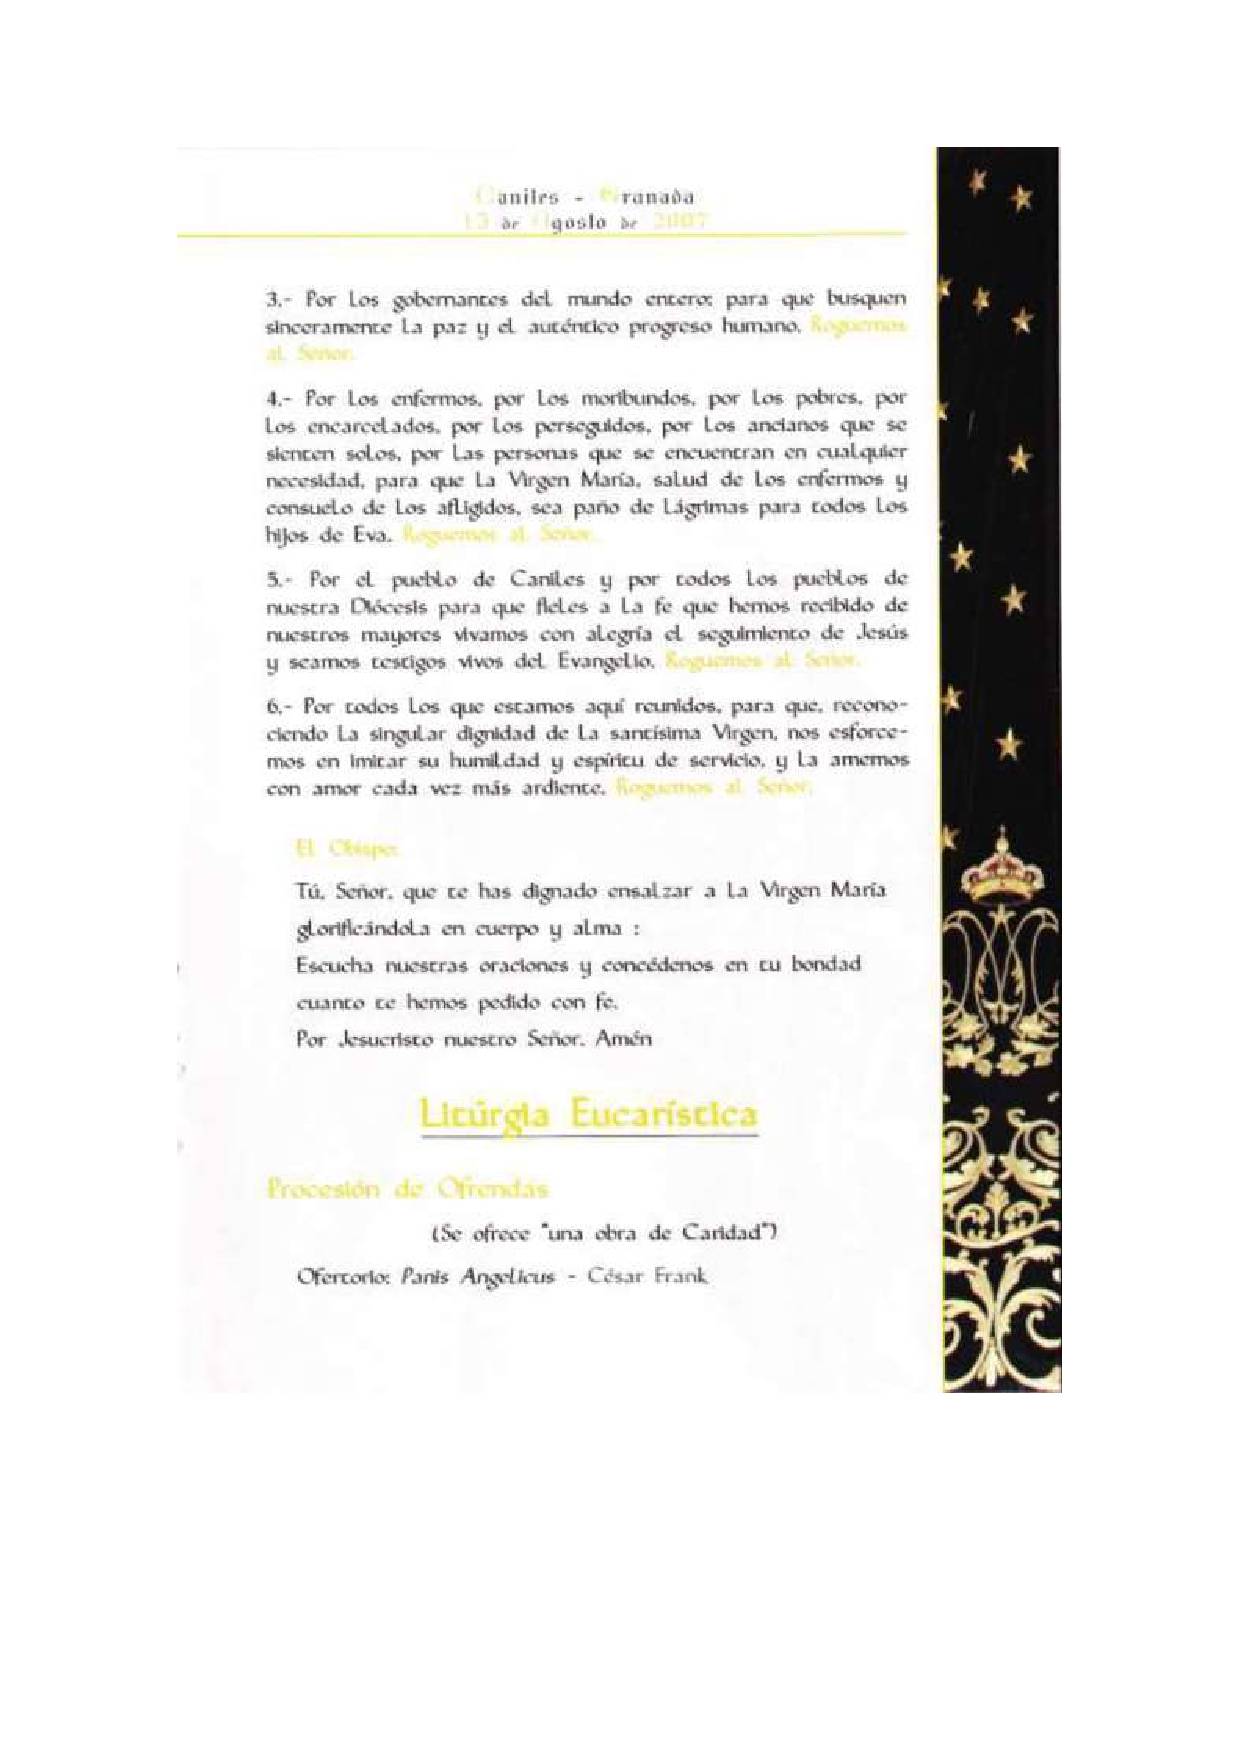 Caniles - Granada
13 de Agosto de 2007
3.- Por los gobernantes del mundo entero: para que busquen
sinceramente la paz y el auténtico progreso humano. Roguemos
al Señor.
4.- Por los enfermos, por los moribundos, por los pobres, por
los encarcelados, por los perseguidos, por los ancianos que se
sienten solos, por las personas que se encuentran en cualquier
necesidad, para que la Virgen María, salud de los enfermos y
consuelo de los afligidos, sea paño de lágrimas para todos los
hijos de Eva. Roguemos al Señor.
5.- Por el pueblo de Caniles y por todos los pueblos de
nuestra Diócesis para que fieles a la fe que hemos recibido de
nuestros mayores vivamos con alegría el seguimiento de Jesús
y seamos testigos vivos del Evangelio. Roguemos al Señor.
6.- Por todos los que estamos aquí reunidos, para que, recono-
ciendo la singular dignidad de la santísima Virgen, nos esforce-
mos en imitar su humildad y espíritu de servicio, y la amemos
con amor cada vez más ardiente. Roguemos al Señor.
El Obispo:
Tú, Señor, que te has dignado ensalzar a la Virgen María
glorificándola en cuerpo y alma :
Escucha nuestras oraciones y concédenos en tu bondad
cuanto te hemos pedido con fe.
Por Jesucristo nuestro Señor. Amén
Litúrgia Eucarística
Procesión de Ofrendas
(Se ofrece "una obra de Caridad")
Ofertorio: Panis Angelicus - César Frank